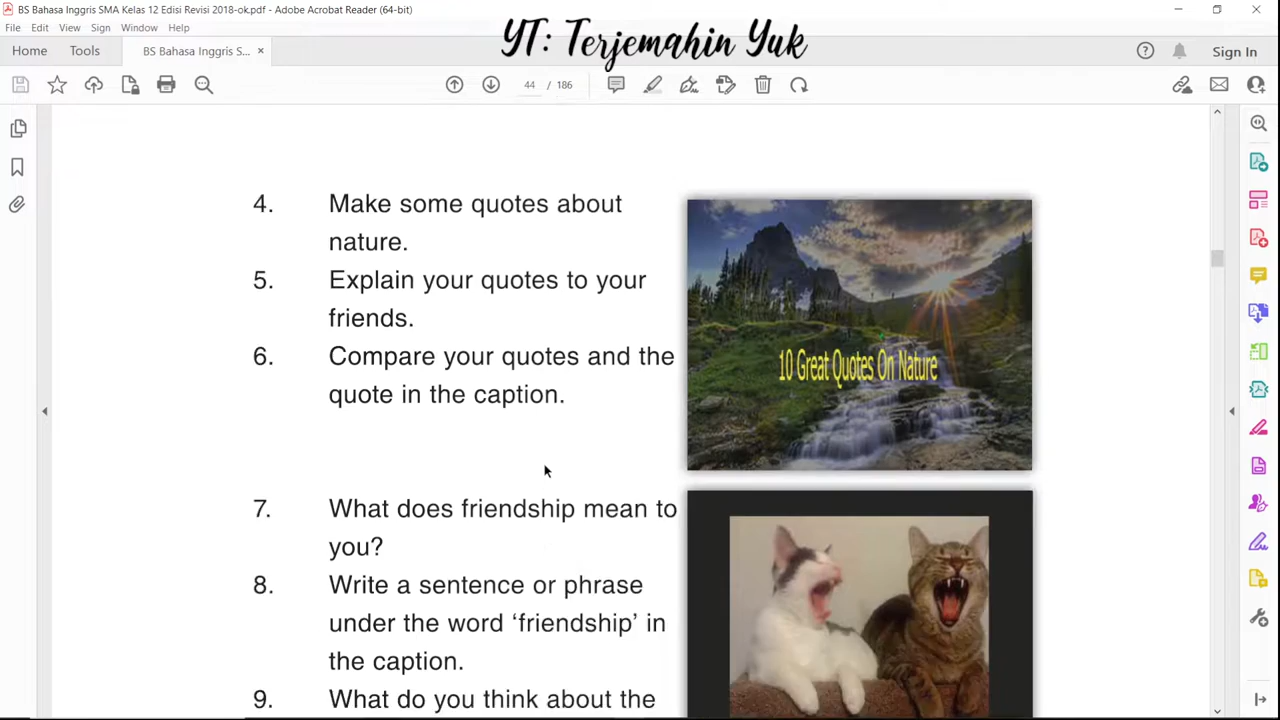 BS Bahasa Inggris SMA Kelas 12 Edisi Revisi 2018-ok.pdf - Adobe Acrobat Reader (64-bit)
File Edit View Sign Window Help
YT: Terjemahin Yuk
Home Tools BS Bahasa Inggris S... Sign In
44 / 186
4. Make some quotes about
nature.
5. Explain your quotes to your
friends.
6. Compare your quotes and the
quote in the caption.
10 Great Quotes On Nature
7. What does friendship mean to
you?
8. Write a sentence or phrase
under the word ‘friendship’ in
the caption.
9. What do you think about the